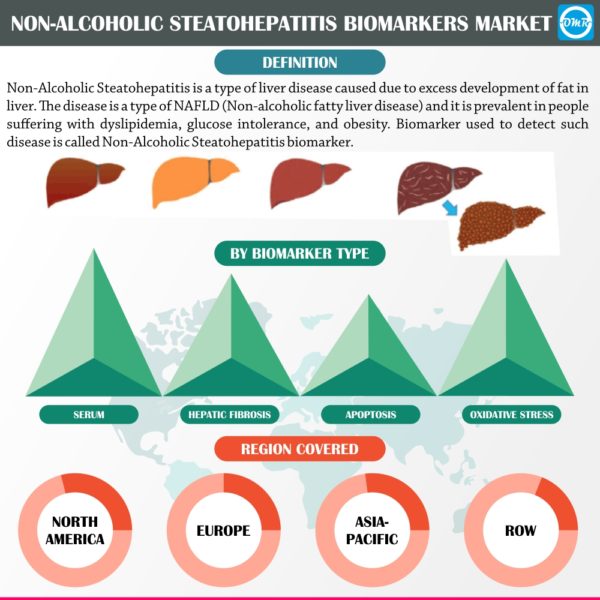 NON-ALCOHOLIC STEATOHEPATITIS BIOMARKERS MARKET
OMR
DEFINITION
Non-Alcoholic Steatohepatitis is a type of liver disease caused due to excess development of fat in
liver. The disease is a type of NAFLD (Non-alcoholic fatty liver disease) and it is prevalent in people
suffering with dyslipidemia, glucose intolerance, and obesity. Biomarker used to detect such
disease is called Non-Alcoholic Steatohepatitis biomarker.
BY BIOMARKER TYPE
SERUM
HEPATIC FIBROSIS
APOPTOSIS
OXIDATIVE STRESS
REGION COVERED
NORTH
AMERICA
EUROPE
ASIA-
PACIFIC
ROW